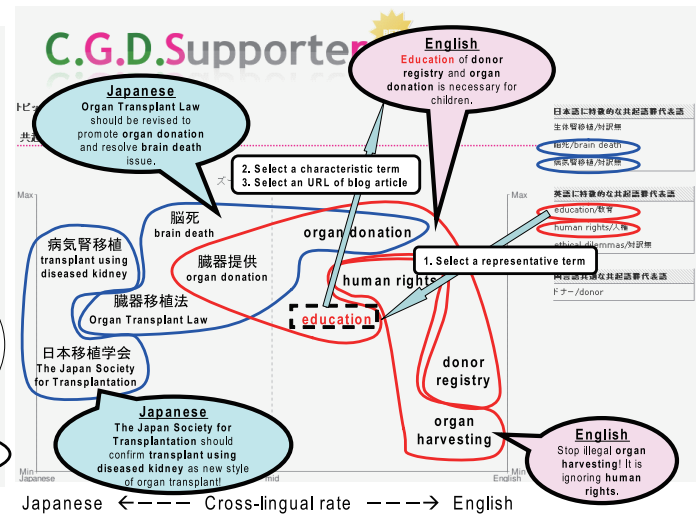 C.G.D.Supporter
Japanese
Organ Transplant Law
should be revised to
promote organ donation
and resolve brain death
issue.
English
Education of donor
registry and organ
donation is necessary for
children.
日本語に特徴的な共起語群代表語
生体腎移植/対訳無
脳死/brain death
病気腎移植/対訳無
2. Select a characteristic term
3. Select an URL of blog article
Max
Max
英語に特徴的な共起語群代表語
education/教育
human rights/人権
ethical dilemmas/対訳無
脳死
brain death
organ donation
病気腎移植
transplant using
diseased kidney
臓器提供
organ donation
1. Select a representative term
human rights
両言語共通な共起語群代表語
ドナー/donor
臓器移植法
Organ Transplant Law
education
日本移植学会
The Japan Society
for Transplantation
donor
registry
organ
harvesting
Japanese
The Japan Society for
Transplantation should
confirm transplant using
diseased kidney as new style
of organ transplant!
English
Stop illegal organ
harvesting! It is
ignoring human
rights.
Min
Japanese
mid
Min
English
Japanese ←--- Cross-lingual rate ---→ English